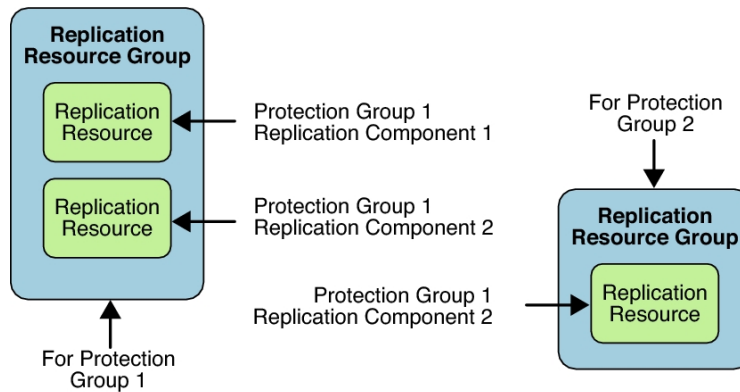 Replication
Resource Group
Replication
Resource
Protection Group 1
Replication Component 1
Replication
Resource
Protection Group 1
Replication Component 2
For Protection
Group 1
For Protection
Group 2
Replication
Resource Group
Protection Group 1
Replication Component 2
Replication
Resource